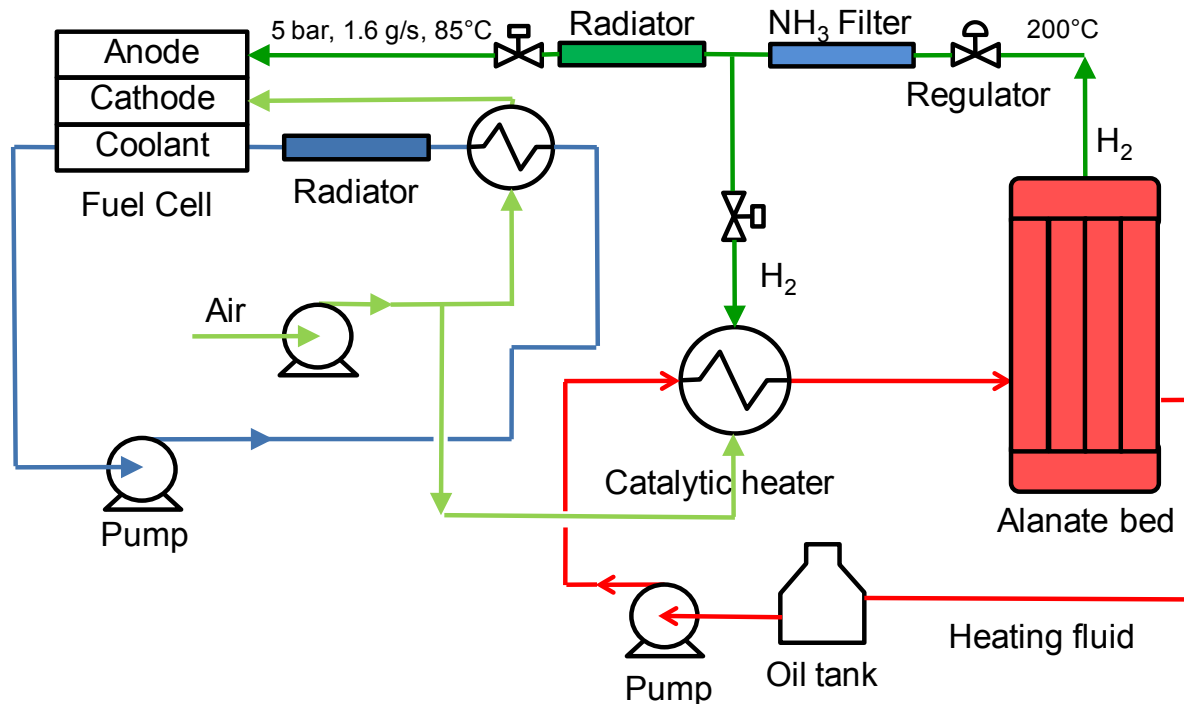 5 bar, 1.6 g/s, 85°C
Radiator
NH₃ Filter
200°C
Anode
Cathode
Coolant
Regulator
H₂
Radiator
Fuel Cell
H₂
Air
Catalytic heater
Alanate bed
Pump
Heating fluid
Oil tank
Pump